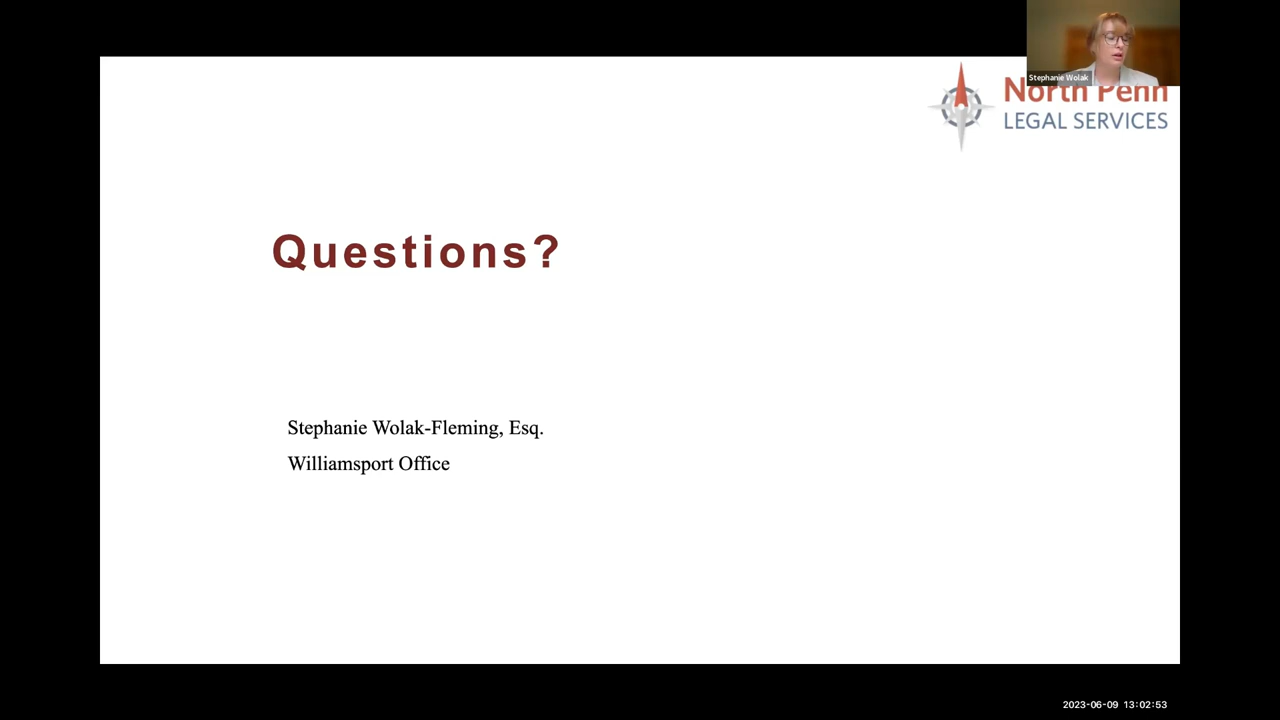 Stephanie Wolak
North Penn
LEGAL SERVICES
Questions?
Stephanie Wolak-Fleming, Esq.
Williamsport Office
2023-06-09 13:02:53